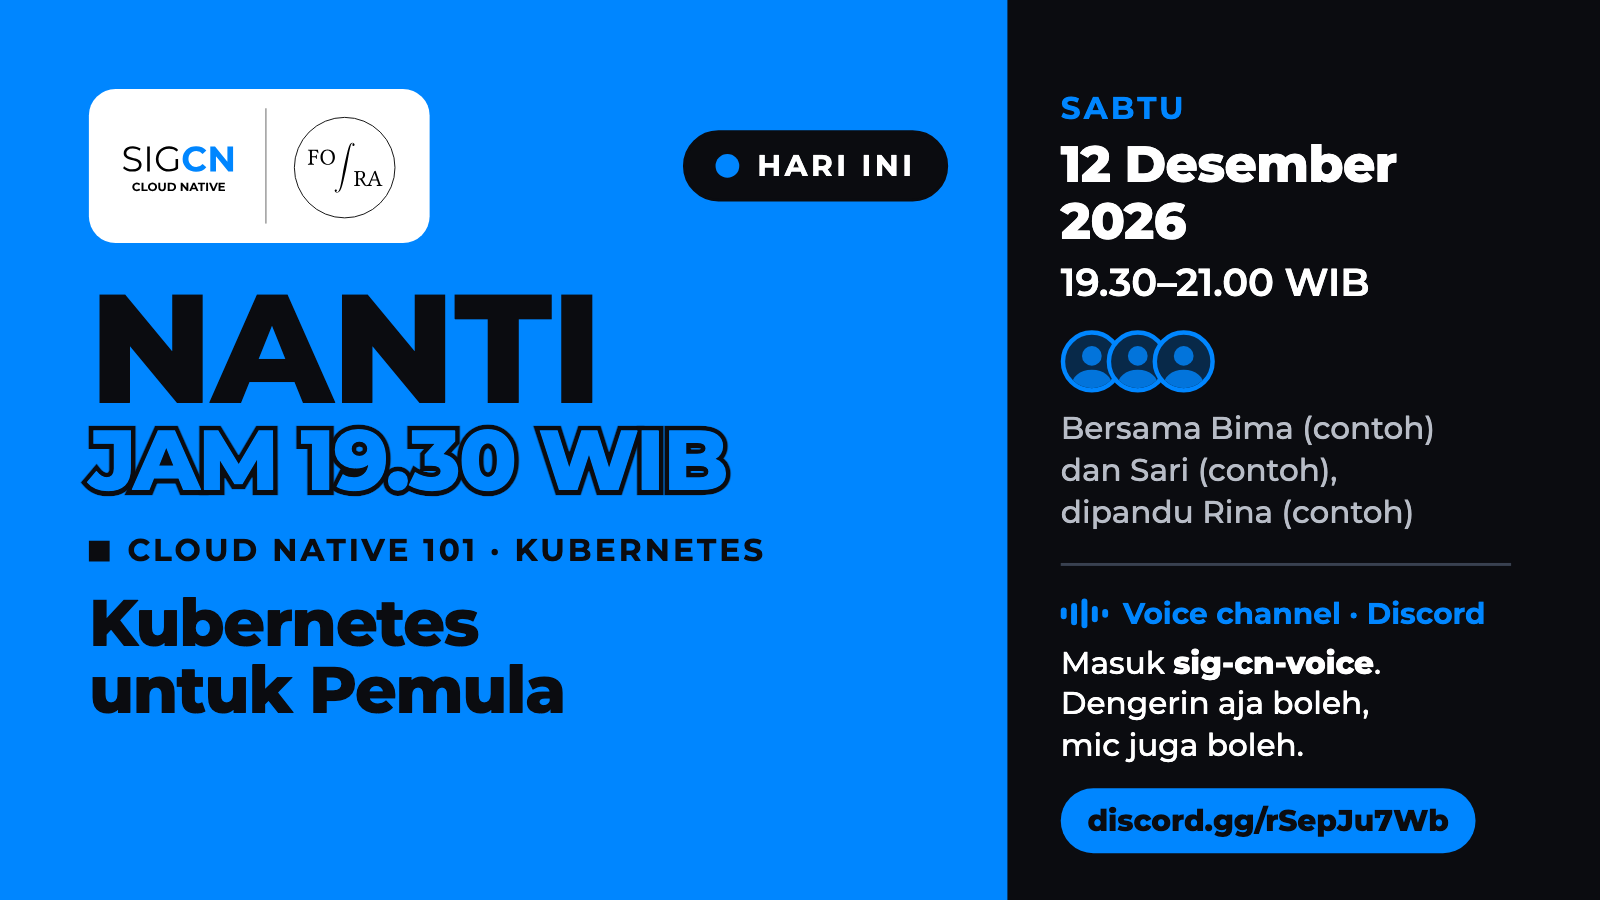 SIGCN
CLOUD NATIVE
FO
RA
HARI INI
NANTI
JAM 19.30 WIB
CLOUD NATIVE 101 · KUBERNETES
Kubernetes
untuk Pemula
SABTU
12 Desember
2026
19.30–21.00 WIB
Bersama Bima (contoh)
dan Sari (contoh),
dipandu Rina (contoh)
Voice channel · Discord
Masuk sig-cn-voice.
Dengerin aja boleh,
mic juga boleh.
discord.gg/rSepJu7Wb